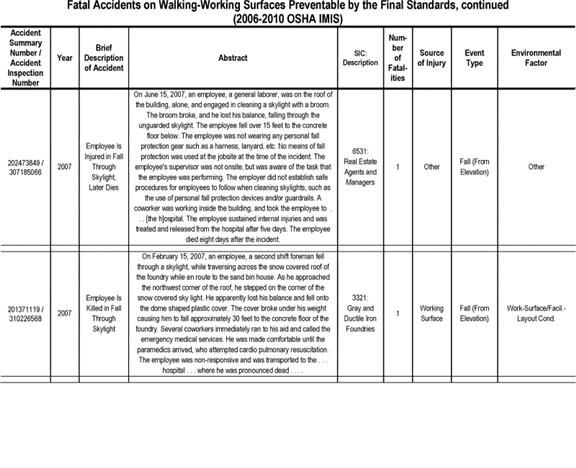 Fatal Accidents on Walking-Working Surfaces Preventable by the Final Standards, continued
(2006-2010 OSHA IMIS)
Accident
Summary
Number /
Accident
Inspection
Number
Year
Brief
Description
of Accident
Abstract
SIC:
Description
Num-
ber
of
Fatal-
ities
Source
of Injury
Event
Type
Environmental
Factor
202473849 /
307185066
2007
Employee Is
Injured in Fall
Through
Skylight,
Later Dies
On June 15, 2007, an employee, a general laborer, was on the roof of
the building, alone, and engaged in cleaning a skylight with a broom.
The broom broke, and he lost his balance, falling through the
unguarded skylight. The employee fell over 15 feet to the concrete
floor below. The employee was not wearing any personal fall
protection gear such as a harness, lanyard, etc. No means of fall
protection was used at the jobsite at the time of the incident. The
employee's supervisor was not onsite, but was aware of the task that
the employee was performing. The employer did not establish safe
procedures for employees to follow when cleaning skylights, such as
the use of personal fall protection devices and/or guardrails. A
coworker was working inside the building, and took the employee to .
. . [the h]ospital. The employee sustained internal injuries and was
treated and released from the hospital after five days. The employee
died eight days after the incident.
6531:
Real Estate
Agents and
Managers
1
Other
Fall (From
Elevation)
Other
201371119 /
310226568
2007
Employee Is
Killed in Fall
Through
Skylight
On February 15, 2007, an employee, a second shift foreman fell
through a skylight, while traversing across the snow covered roof of
the foundry while en route to the sand bin house. As he approached
the northwest corner of the roof, he stepped on the corner of the
snow covered sky light. He apparently lost his balance and fell onto
the dome shaped plastic cover. The cover broke under his weight
causing him to fall approximately 30 feet to the concrete floor of the
foundry. Several coworkers immediately ran to his aid and called the
emergency medical services. He was made comfortable until the
paramedics arrived, who attempted cardio pulmonary resuscitation.
The employee was non-responsive and was transported to the . . .
hospital . . . where he was pronounced dead . . . .
3321:
Gray and
Ductile Iron
Foundries
1
Working
Surface
Fall (From
Elevation)
Work-Surface/Facil.-
Layout Cond.